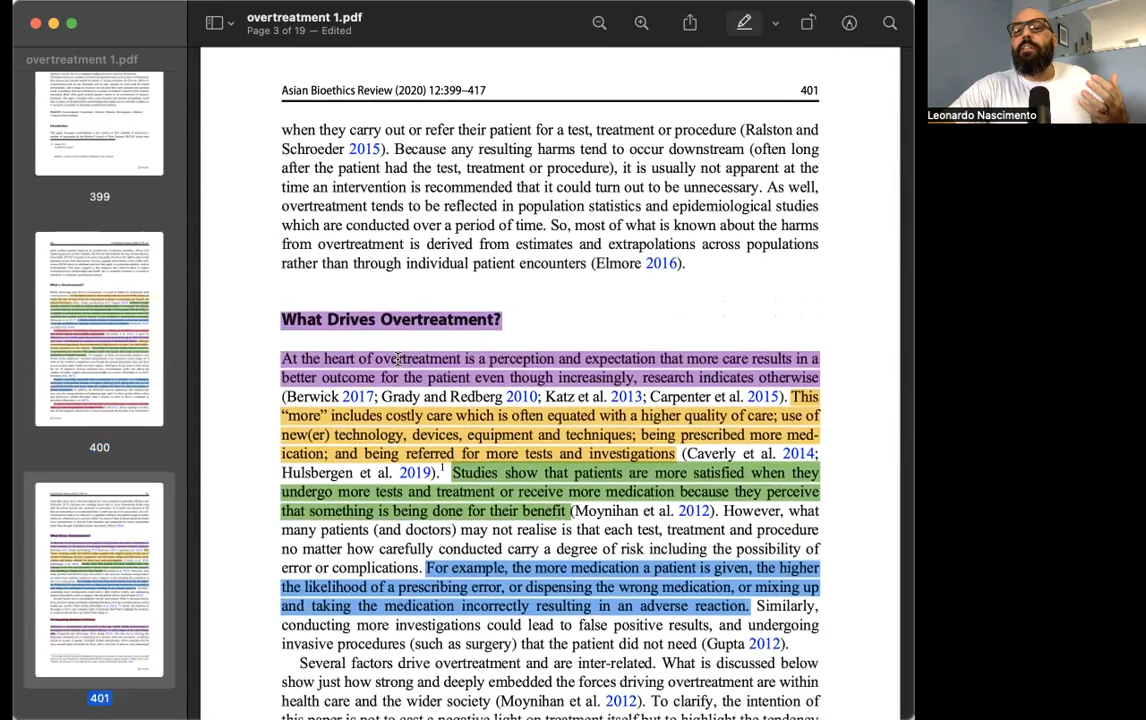 overtreatment 1.pdf
Page 3 of 19 — Edited
Leonardo Nascimento
overtreatment 1.pdf
399
400
401
Asian Bioethics Review (2020) 12:399–417 401
when they carry out or refer their patient for a test, treatment or procedure (Ralston and
Schroeder 2015). Because any resulting harms tend to occur downstream (often long
after the patient had the test, treatment or procedure), it is usually not apparent at the
time an intervention is recommended that it could turn out to be unnecessary. As well,
overtreatment tends to be reflected in population statistics and epidemiological studies
which are conducted over a period of time. So, most of what is known about the harms
from overtreatment is derived from estimates and extrapolations across populations
rather than through individual patient encounters (Elmore 2016).
What Drives Overtreatment?
At the heart of overtreatment is a perception and expectation that more care results in a
better outcome for the patient even though increasingly, research indicates otherwise
(Berwick 2017; Grady and Redberg 2010; Katz et al. 2013; Carpenter et al. 2015). This
“more” includes costly care which is often equated with a higher quality of care; use of
new(er) technology, devices, equipment and techniques; being prescribed more med-
ication; and being referred for more tests and investigations (Caverly et al. 2014;
Hulsbergen et al. 2019).1 Studies show that patients are more satisfied when they
undergo more tests and treatment or receive more medication because they perceive
that something is being done for their benefit (Moynihan et al. 2012). However, what
many patients (and doctors) may not realise is that each test, treatment and procedure
no matter how carefully conducted carry a degree of risk including the possibility of
error or complications. For example, the more medication a patient is given, the higher
the likelihood of a prescribing error, dispensing the wrong medication, or mixing up
and taking the medication incorrectly resulting in an adverse reaction. Similarly,
conducting more investigations could lead to false positive results, and undergoing
invasive procedures (such as surgery) that the patient did not need (Gupta 2012).
Several factors drive overtreatment and are inter-related. What is discussed below
show just how strong and deeply embedded the forces driving overtreatment are within
health care and the wider society (Moynihan et al. 2012). To clarify, the intention of
this paper is not to cast a negative light on treatment itself but to highlight the tendency